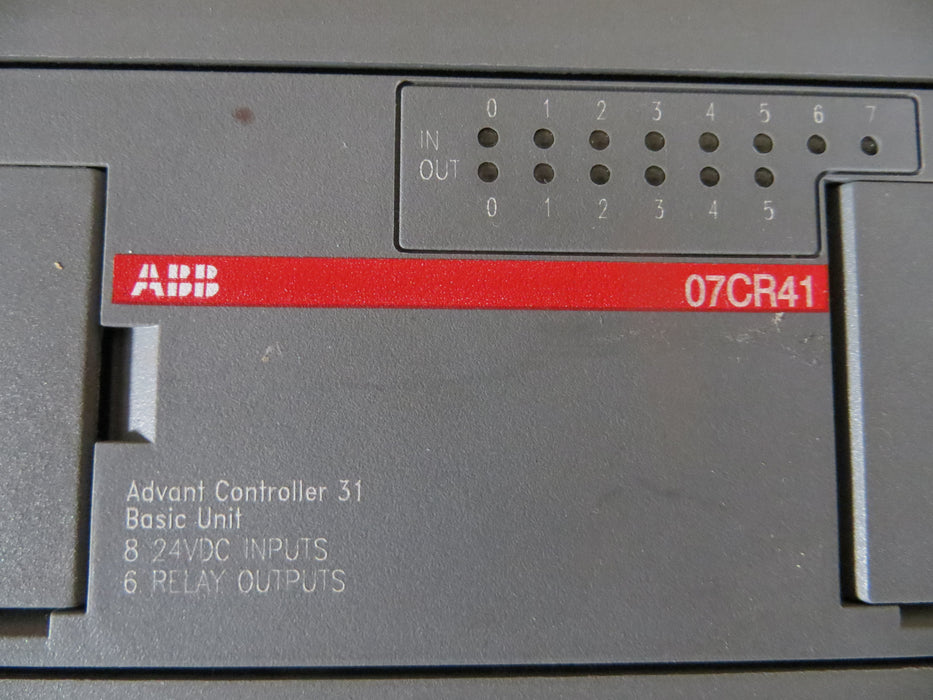 0 1 2 3 4 5 6 7
IN
OUT
0 1 2 3 4 5
ABB 07CR41
Advant Controller 31
Basic Unit
8 24VDC INPUTS
6 RELAY OUTPUTS